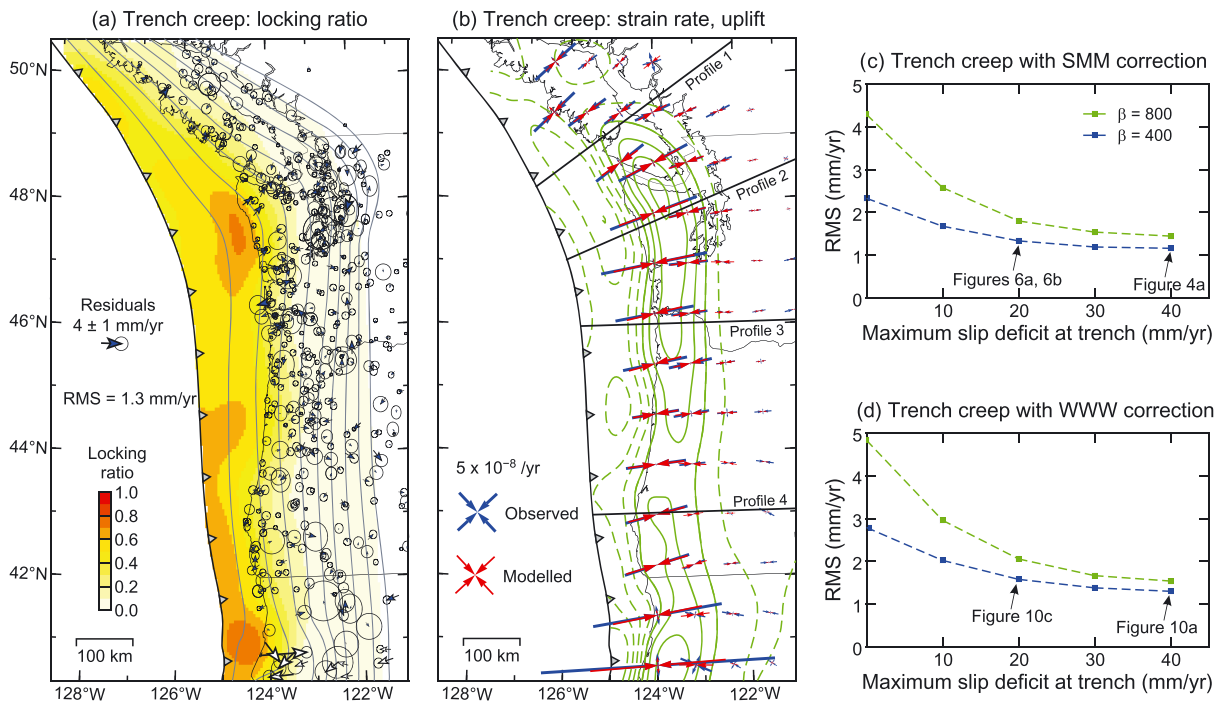 (a) Trench creep: locking ratio
50°N
48°N
46°N
44°N
42°N
Residuals
4 ± 1 mm/yr
RMS = 1.3 mm/yr
Locking
ratio
1.0
0.8
0.6
0.4
0.2
0.0
100 km
128°W
126°W
124°W
122°W
(b) Trench creep: strain rate, uplift
Profile 1
Profile 2
Profile 3
Profile 4
5 x 10⁻⁸ /yr
Observed
Modelled
100 km
128°W
126°W
124°W
122°W
(c) Trench creep with SMM correction
5
4
3
2
1
0
RMS (mm/yr)
β = 800
β = 400
Figures 6a, 6b
Figure 4a
10
20
30
40
Maximum slip deficit at trench (mm/yr)
(d) Trench creep with WWW correction
5
4
3
2
1
0
RMS (mm/yr)
Figure 10c
Figure 10a
10
20
30
40
Maximum slip deficit at trench (mm/yr)